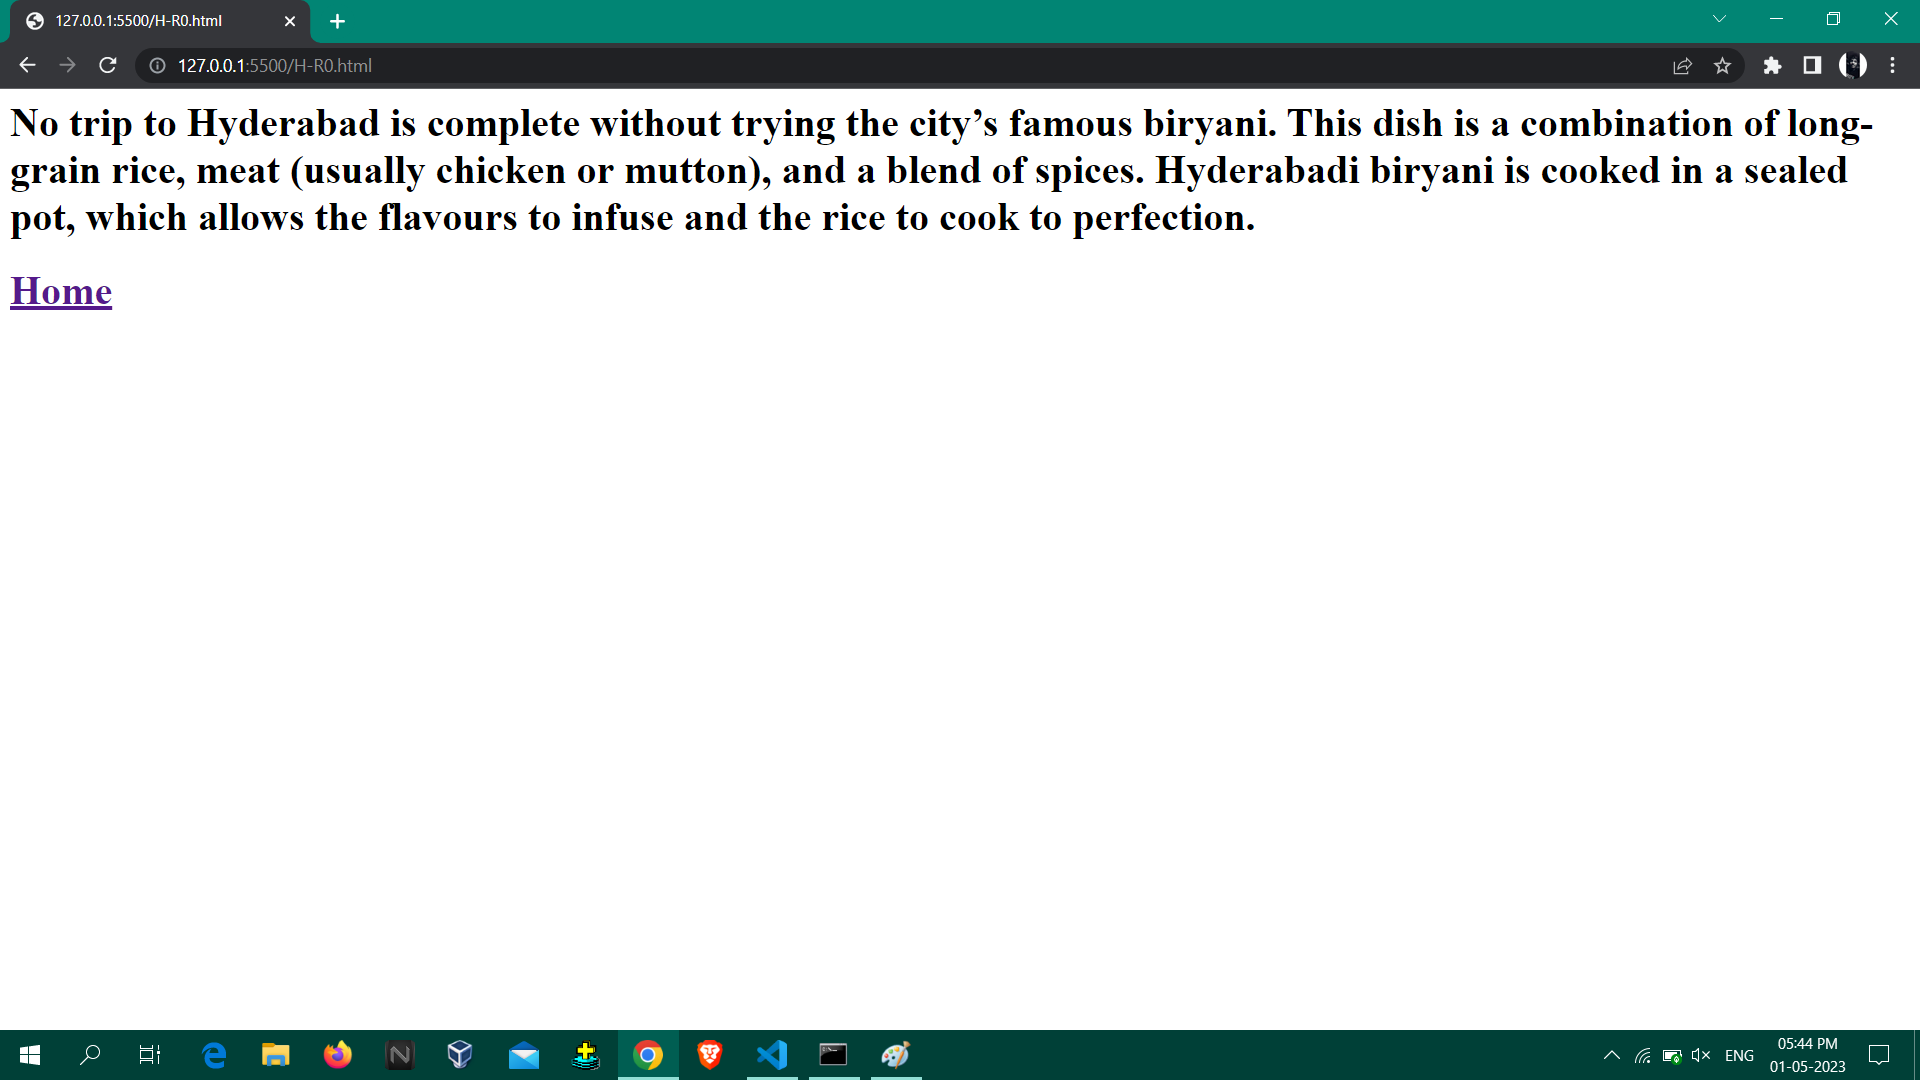 127.0.0.1:5500/H-R0.html
127.0.0.1:5500/H-R0.html
No trip to Hyderabad is complete without trying the city’s famous biryani. This dish is a combination of long-
grain rice, meat (usually chicken or mutton), and a blend of spices. Hyderabadi biryani is cooked in a sealed
pot, which allows the flavours to infuse and the rice to cook to perfection.
Home
ENG
05:44 PM
01-05-2023